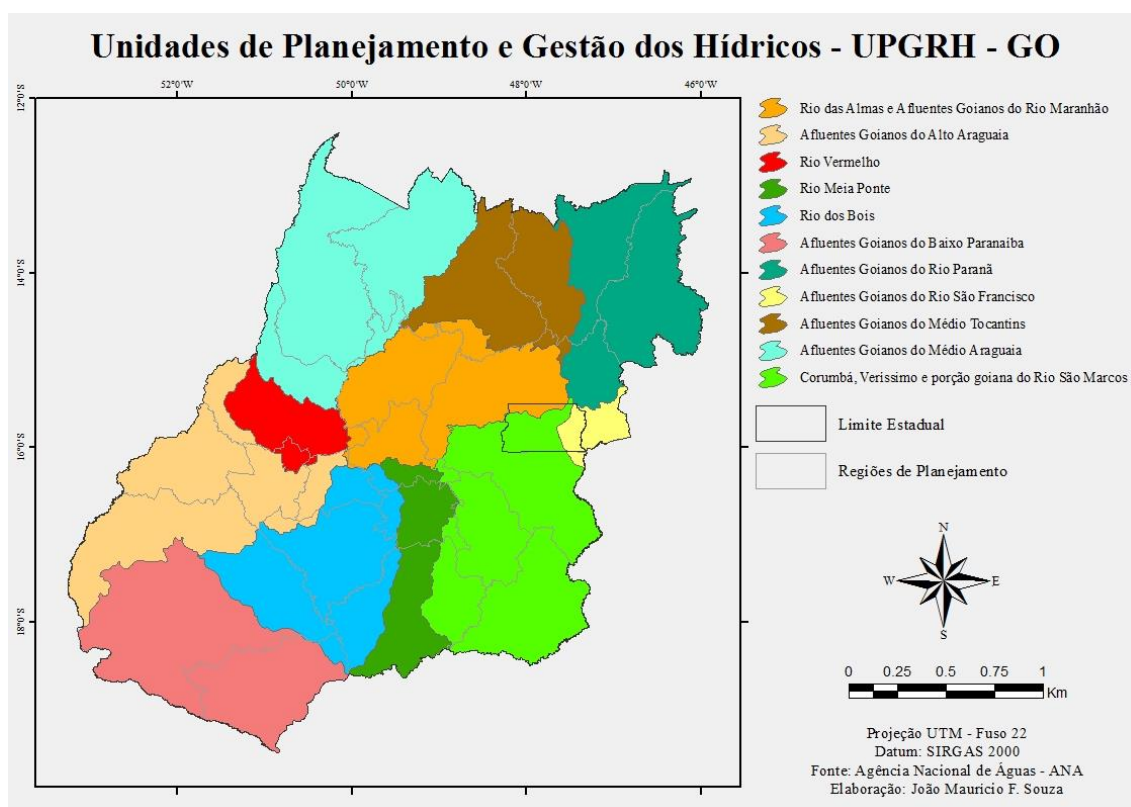 Unidades de Planejamento e Gestão dos Hídricos - UPGRH - GO
52°0'W 50°0'W 48°0'W 46°0'W
12°0'S
14°0'S
16°0'S
18°0'S
Rio das Almas e Afluentes Goianos do Rio Maranhão
Afluentes Goianos do Alto Araguaia
Rio Vermelho
Rio Meia Ponte
Rio dos Bois
Afluentes Goianos do Baixo Paranaiba
Afluentes Goianos do Rio Paranã
Afluentes Goianos do Rio São Francisco
Afluentes Goianos do Médio Tocantins
Afluentes Goianos do Médio Araguaia
Corumbá, Veríssimo e porção goiana do Rio São Marcos
Limite Estadual
Regiões de Planejamento
N
W E
S
0 0.25 0.5 0.75 1
Km
Projeção UTM - Fuso 22
Datum: SIRGAS 2000
Fonte: Agência Nacional de Águas - ANA
Elaboração: João Mauricio F. Souza